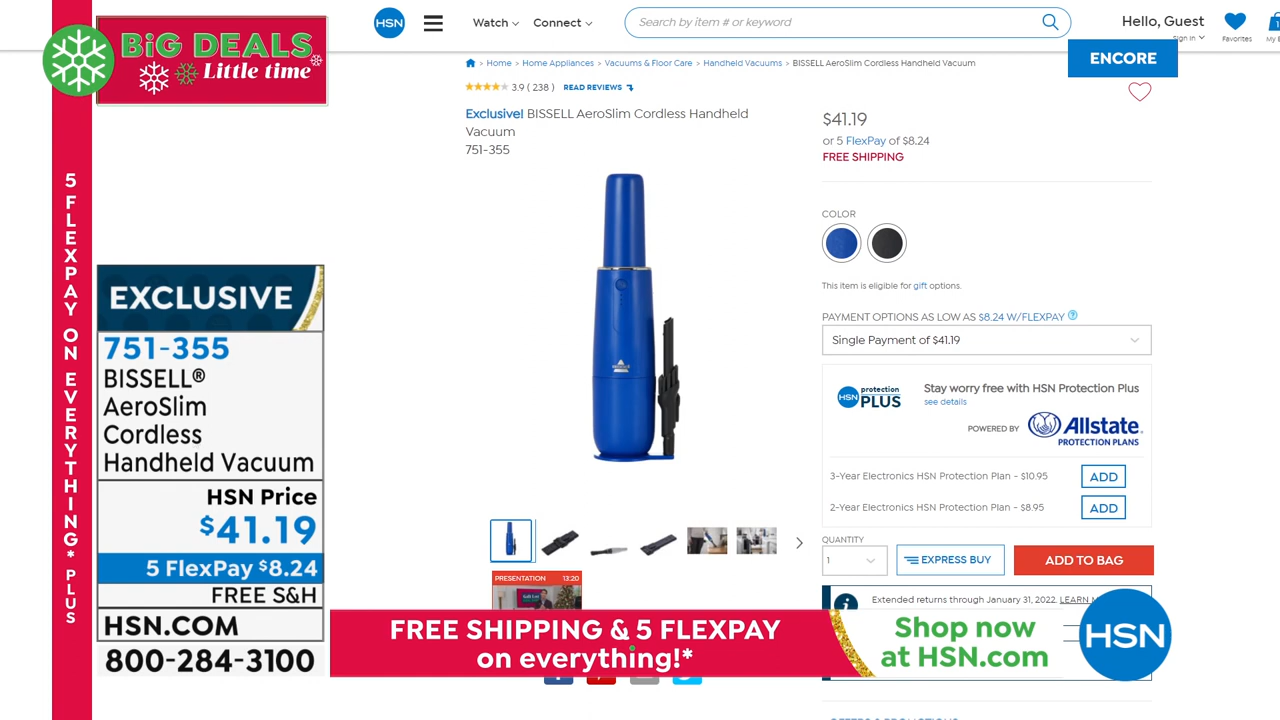 HSN
Watch
Connect
Search by item # or keyword
Hello, Guest
Sign In
Favorites
BiG DEALS
Little time
ENCORE
Home > Home Appliances > Vacuums & Floor Care > Handheld Vacuums > BISSELL AeroSlim Cordless Handheld Vacuum
3.9 ( 238 ) READ REVIEWS
Exclusive! BISSELL AeroSlim Cordless Handheld
Vacuum
751-355
$41.19
or 5 FlexPay of $8.24
FREE SHIPPING
COLOR
This item is eligible for gift options.
PAYMENT OPTIONS AS LOW AS $8.24 W/FLEXPAY
Single Payment of $41.19
HSN protection PLUS
Stay worry free with HSN Protection Plus
see details
POWERED BY Allstate
PROTECTION PLANS
3-Year Electronics HSN Protection Plan - $10.95 ADD
2-Year Electronics HSN Protection Plan - $8.95 ADD
QUANTITY
1
EXPRESS BUY
ADD TO BAG
Extended returns through January 31, 2022.
PRESENTATION 13:20
5 FLEXPAY ON EVERYTHING!* PLUS
EXCLUSIVE
751-355
BISSELL®
AeroSlim
Cordless
Handheld Vacuum
HSN Price
$41.19
5 FlexPay $8.24
FREE S&H
HSN.COM
800-284-3100
FREE SHIPPING & 5 FLEXPAY
on everything!*
Shop now
at HSN.com
HSN